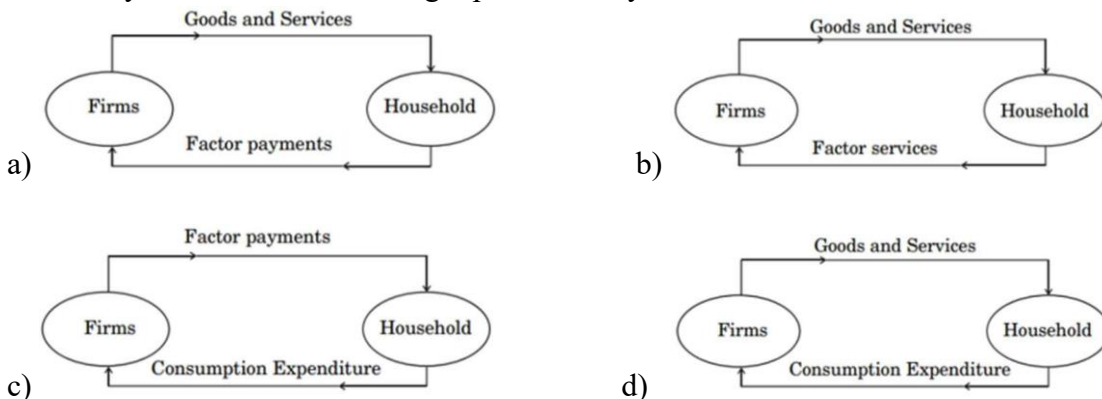 Goods and Services
Firms
Household
Factor payments
a)
Goods and Services
Firms
Household
Factor services
b)
Factor payments
Firms
Household
Consumption Expenditure
c)
Goods and Services
Firms
Household
Consumption Expenditure
d)